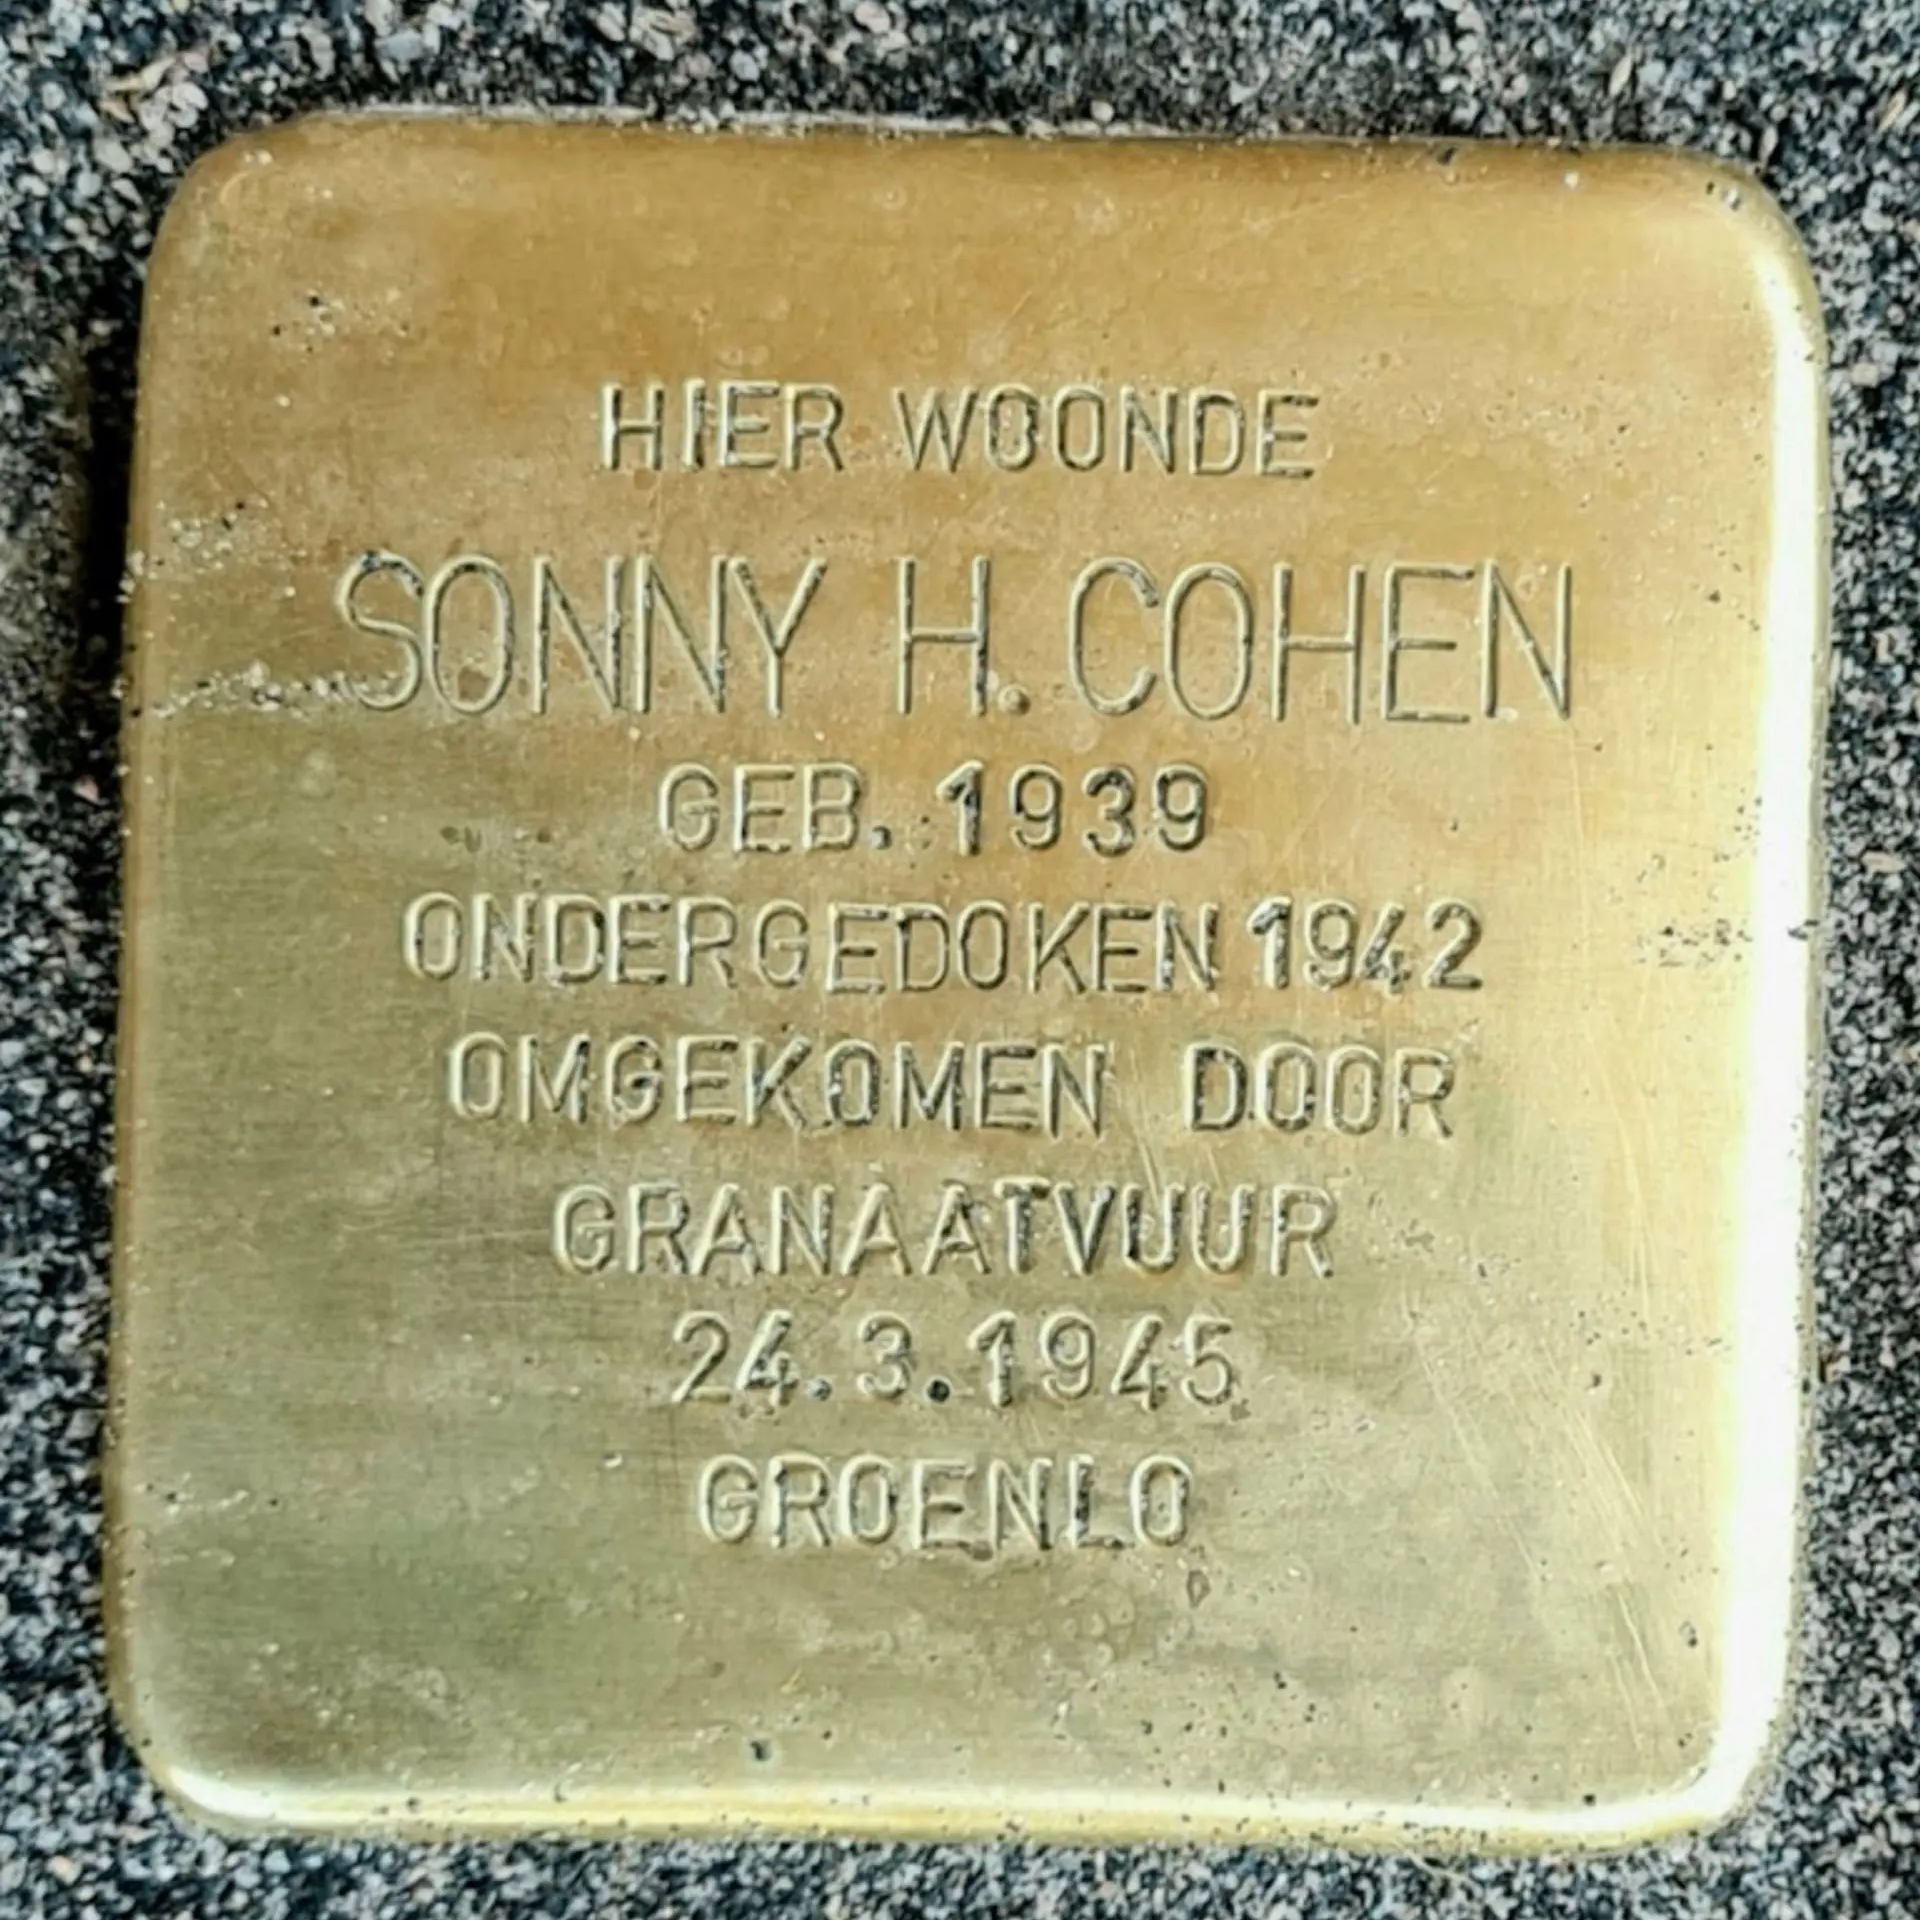 HIER WOONDE
SONNY H. COHEN
GEB. 1939
ONDERGEDOKEN 1942
OMGEKOMEN DOOR
GRANAATVUUR
24.3.1945
GROENLO